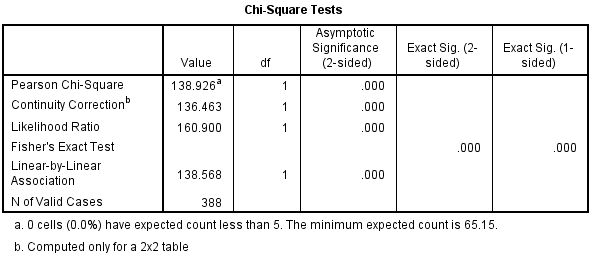 Chi-Square Tests
Value df Asymptotic Significance (2-sided) Exact Sig. (2-sided) Exact Sig. (1-sided)
Pearson Chi-Square 138.926a 1 .000
Continuity Correctionb 136.463 1 .000
Likelihood Ratio 160.900 1 .000
Fisher's Exact Test .000 .000
Linear-by-Linear Association 138.568 1 .000
N of Valid Cases 388
a. 0 cells (0.0%) have expected count less than 5. The minimum expected count is 65.15.
b. Computed only for a 2x2 table